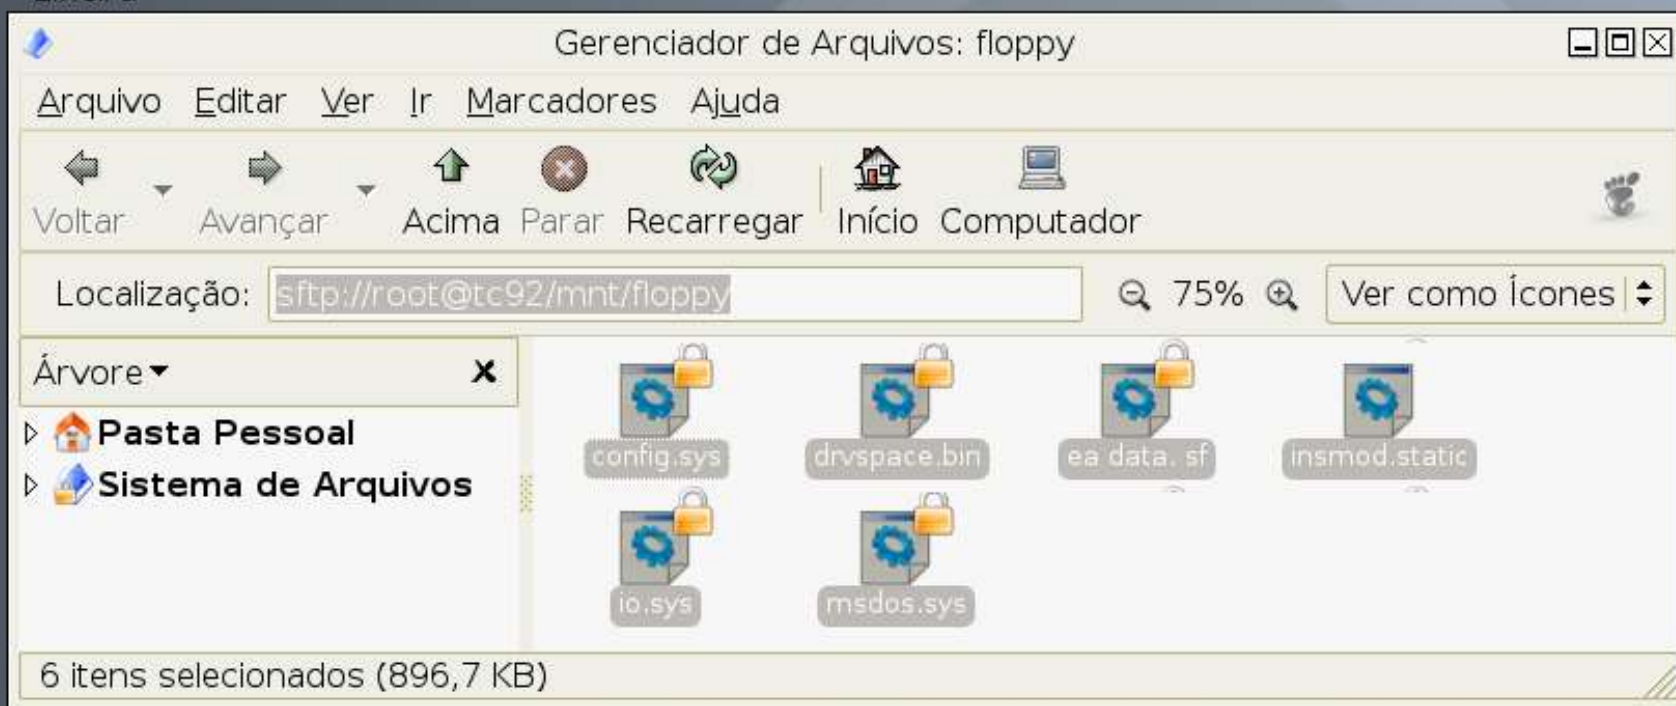 Gerenciador de Arquivos: floppy
Arquivo Editar Ver Ir Marcadores Ajuda
Voltar Avançar Acima Parar Recarregar Início Computador
Localização: sftp://root@tc92/mnt/floppy 75% Ver como Ícones
Árvore
Pasta Pessoal
Sistema de Arquivos
config.sys drvspace.bin ea data. sf insmod.static
io.sys msdos.sys
6 itens selecionados (896,7 KB)